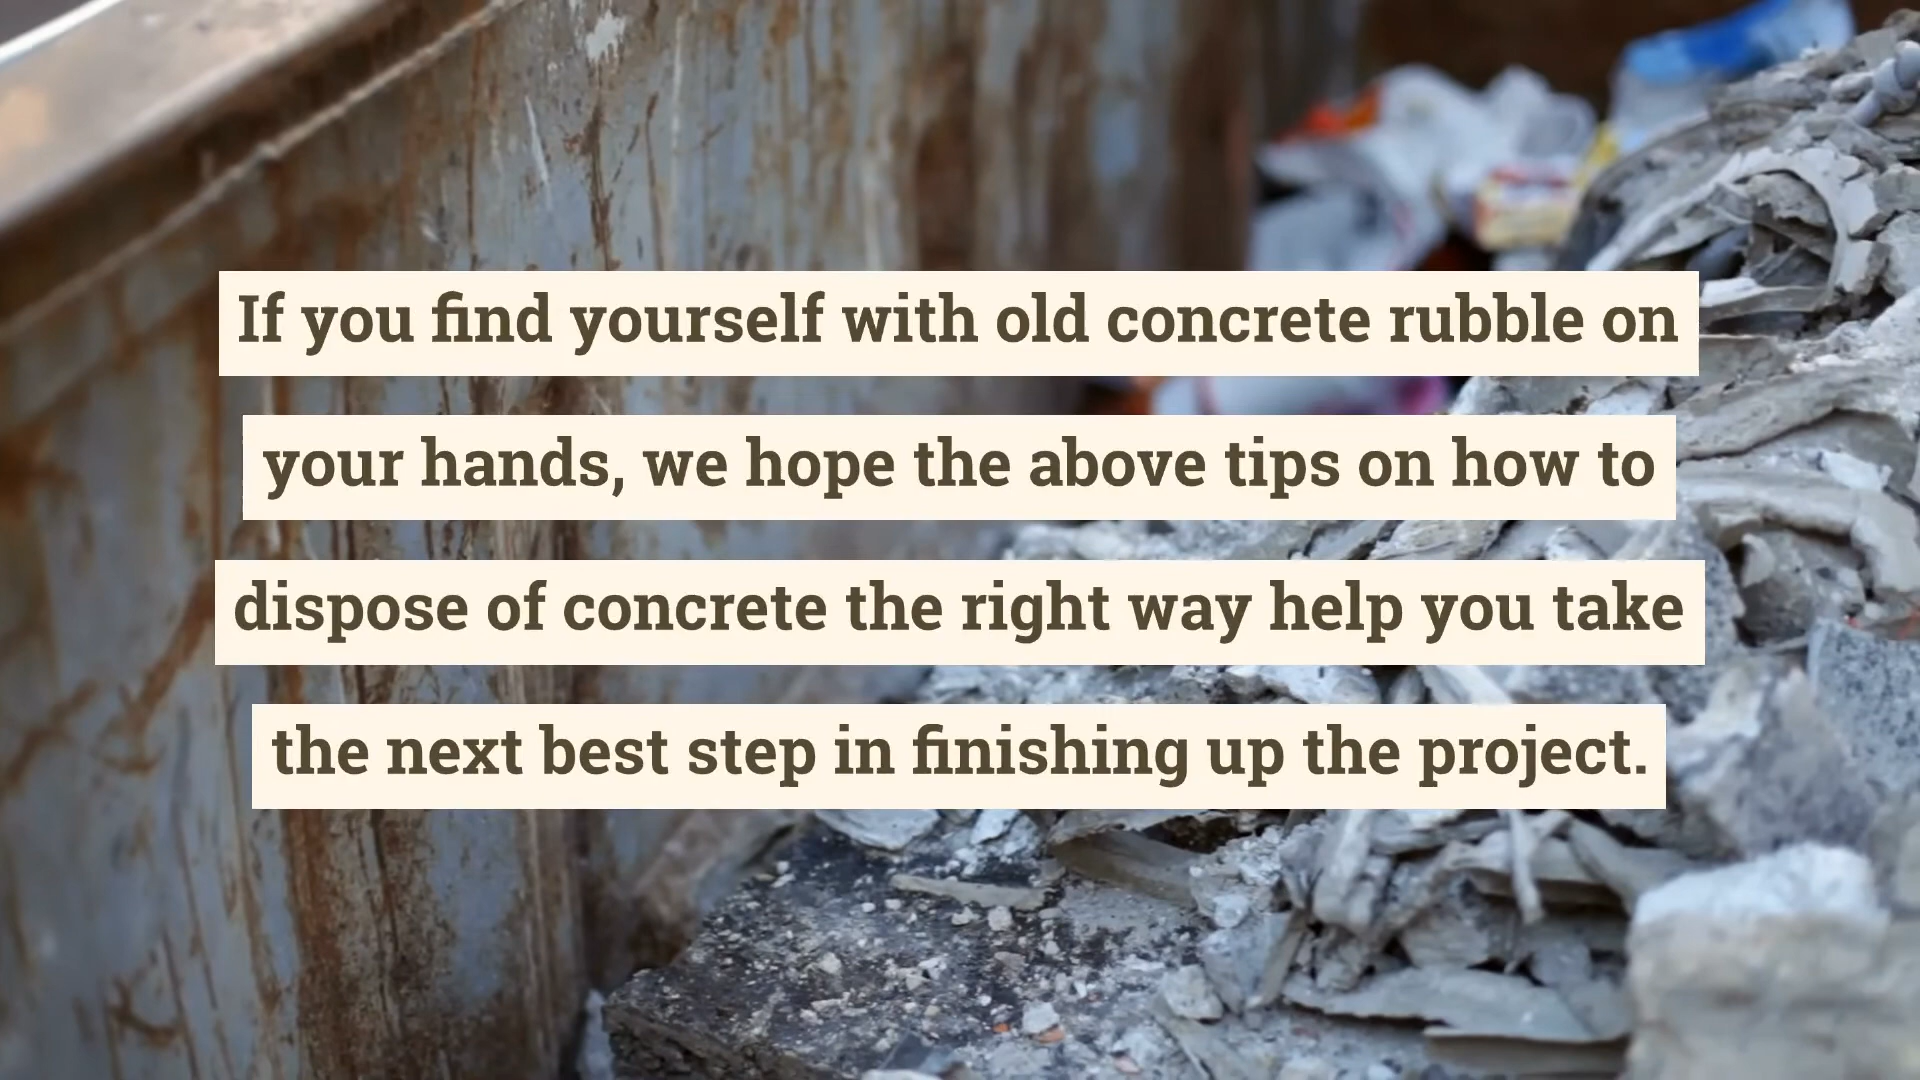 If you find yourself with old concrete rubble on
your hands, we hope the above tips on how to
dispose of concrete the right way help you take
the next best step in finishing up the project.